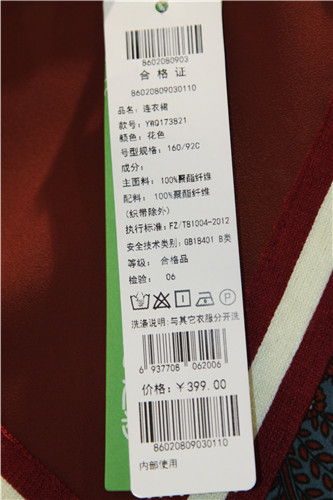 8602080903
合格证
86020809030110
品名：连衣裙
款号：YWQ173821
颜色：花色
号型规格：160/92C
成分：
主面料：100%聚酯纤维
配料：100%聚酯纤维
(织带除外)
执行标准：FZ/T81004-2012
安全技术类别：GB18401 B类
等级：合格品
检验：06
洗涤说明：与其它衣服分开洗
6 937708 062006
价格：￥399.00
86020809030110
内部使用